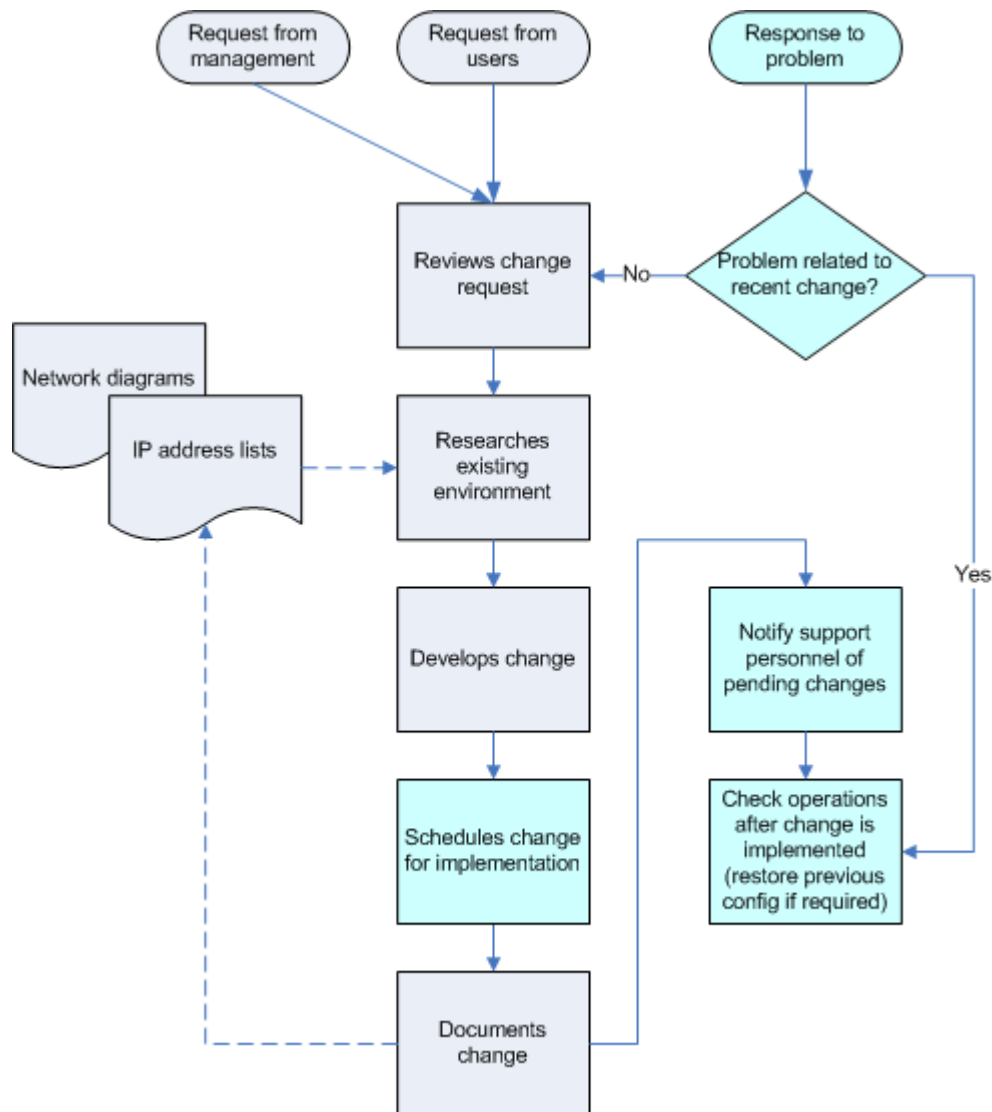 Request from
management
Request from
users
Response to
problem
Reviews change
request
No
Problem related to
recent change?
Network diagrams
IP address lists
Researches
existing
environment
Yes
Develops change
Notify support
personnel of
pending changes
Schedules change
for implementation
Check operations
after change is
implemented
(restore previous
config if required)
Documents
change